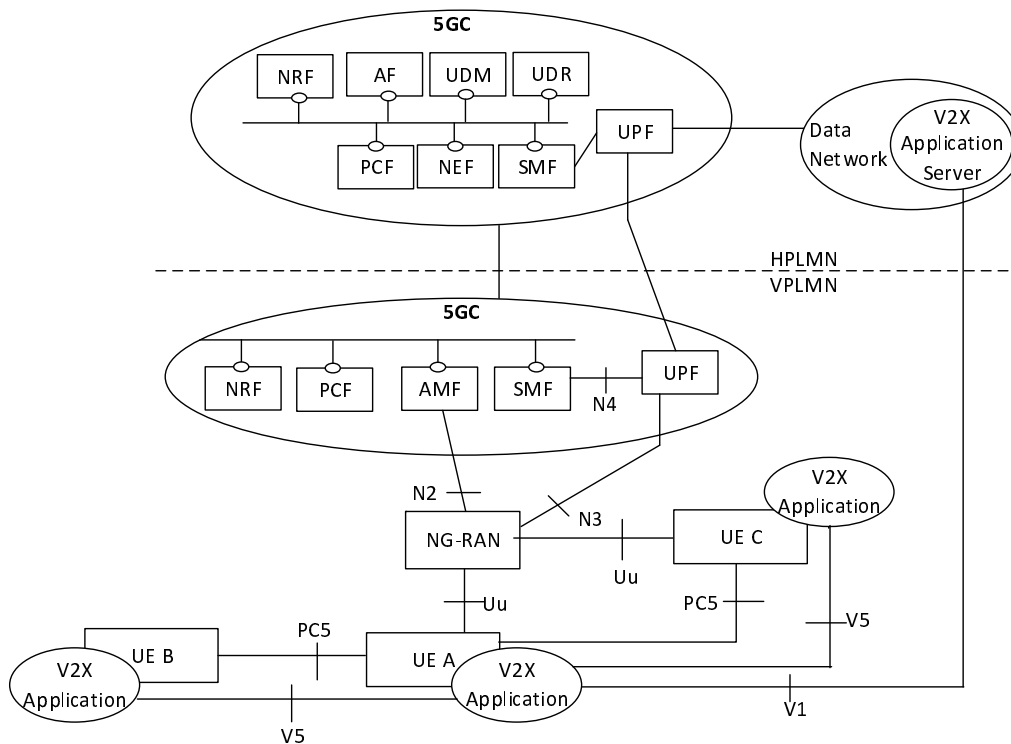 5GC
NRF
AF
UDM
UDR
PCF
NEF
SMF
UPF
Data
Network
V2X
Application
Server
HPLMN
VPLMN
5GC
NRF
PCF
AMF
SMF
N4
UPF
N2
N3
V2X
Application
NG-RAN
UE C
Uu
Uu
PC5
V5
PC5
UE B
UE A
V2X
Application
V2X
Application
V5
V1